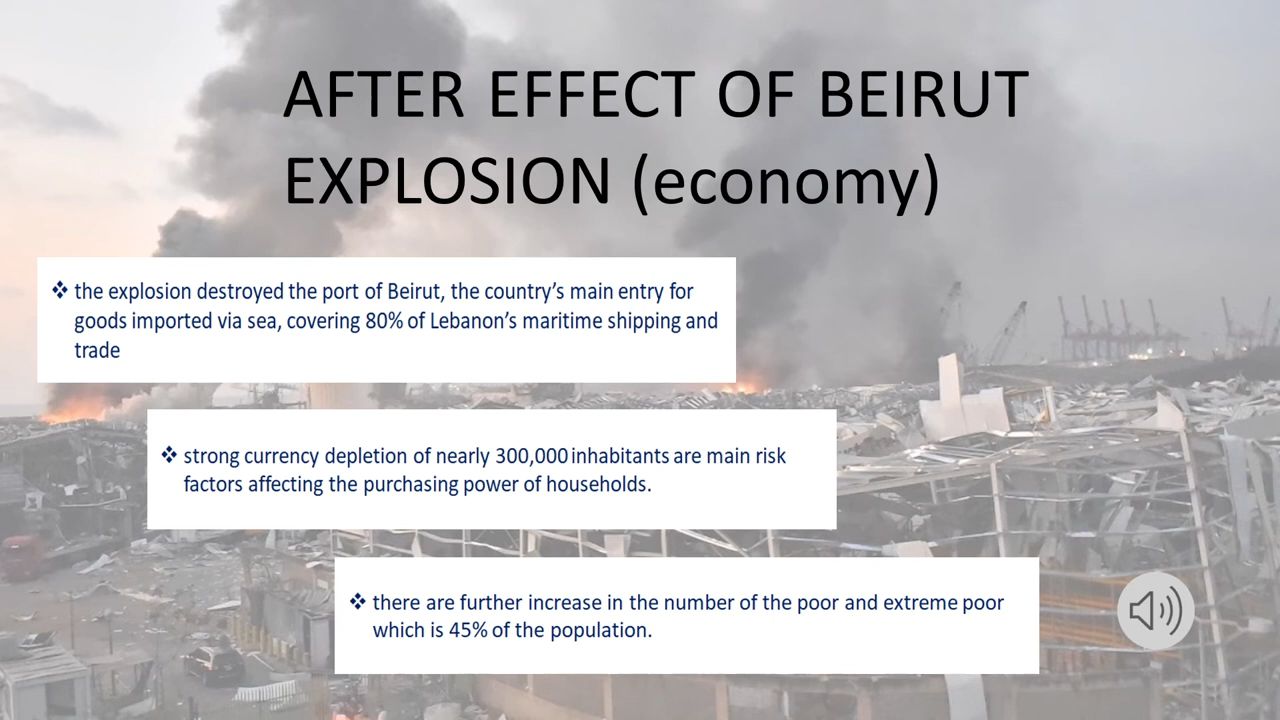 AFTER EFFECT OF BEIRUT
EXPLOSION (economy)
❖ the explosion destroyed the port of Beirut, the country’s main entry for
goods imported via sea, covering 80% of Lebanon’s maritime shipping and
trade
❖ strong currency depletion of nearly 300,000 inhabitants are main risk
factors affecting the purchasing power of households.
❖ there are further increase in the number of the poor and extreme poor
which is 45% of the population.